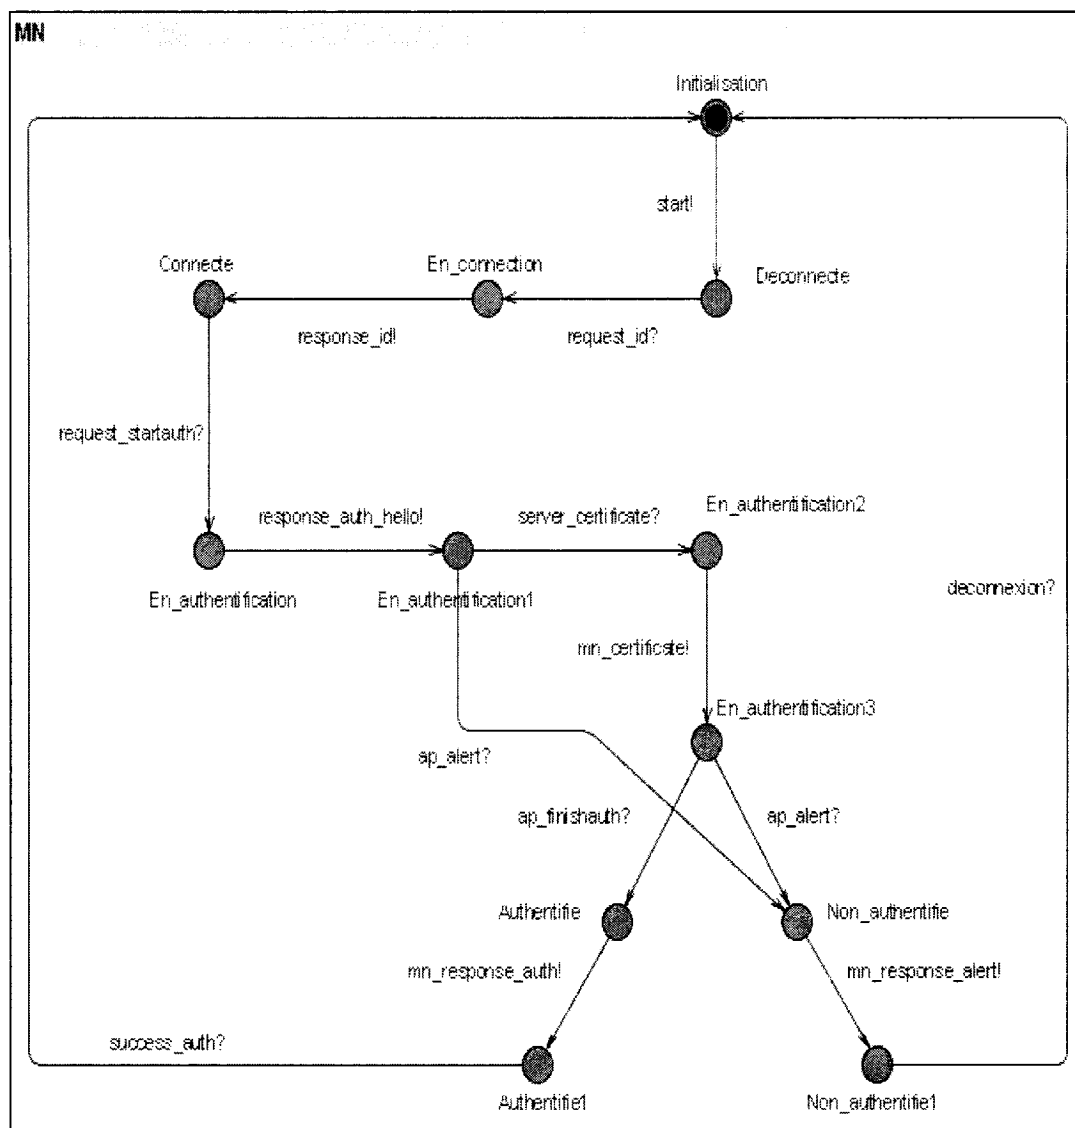 MN
Initialisation
start!
Connecte
En_connection
Deconnecte
response_id!
request_id?
request_startauth?
response_auth_hello!
server_certificate?
En_authentification2
En_authentification
En_authentification1
deconnexion?
mn_certificate!
En_authentification3
ap_alert?
ap_finishauth?
ap_alert?
Authentifie
Non_authentifie
mn_response_auth!
mn_response_alert!
success_auth?
Authentifie1
Non_authentifie1